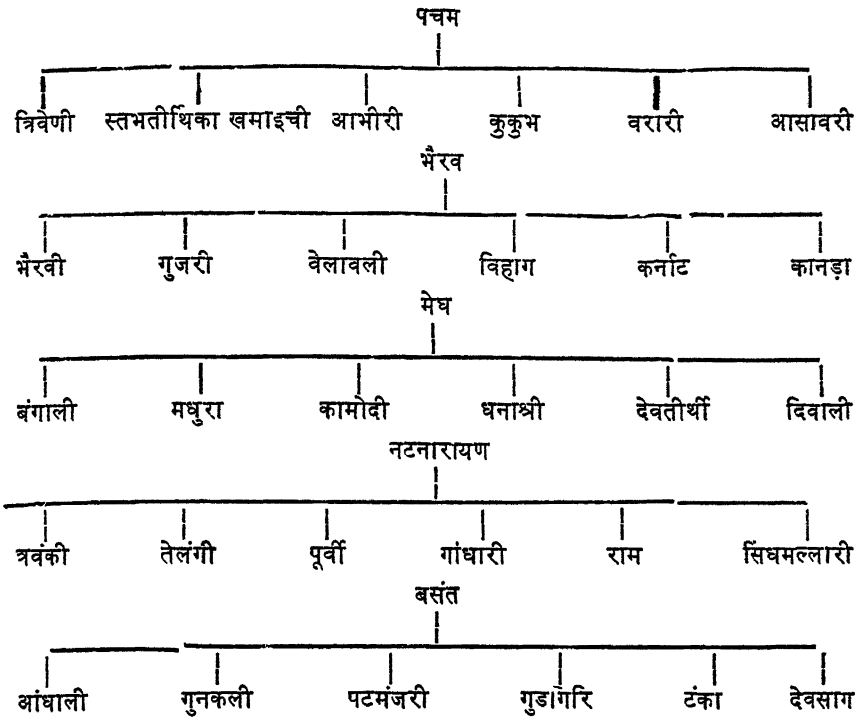 पचम
त्रिवेणी स्तभतीर्थिका खमाइची आभीरी कुकुभ वरारी आसावरी
भैरव
भैरवी गुजरी वेलावली विहाग कर्नाट कानड़ा
मेघ
बंगाली मधुरा कामोदी धनाश्री देवतीर्थी दिवाली
नटनारायण
त्रवंकी तेलंगी पूर्वी गांधारी राम सिंधमल्लारी
बसंत
आंधाली गुनकली पटमंजरी गुडागिरि टंका देवसाग